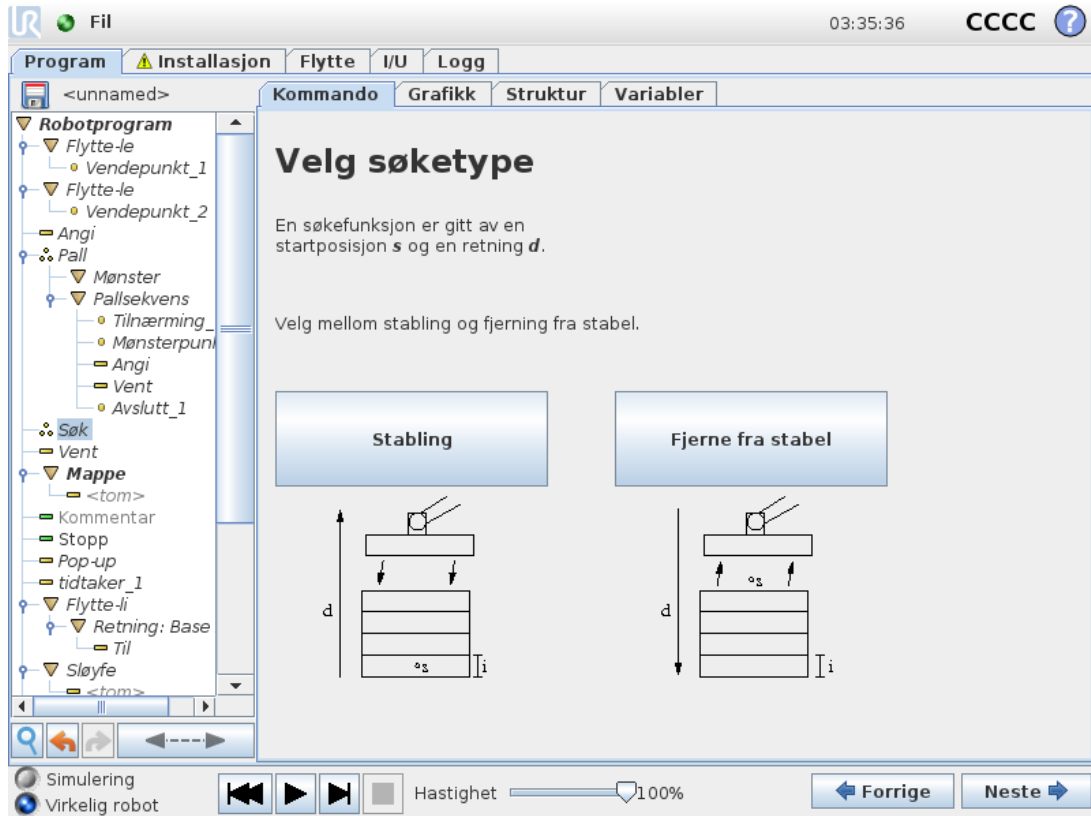 UR
Fil
03:35:36
CCCC
?
Program
Installasjon
Flytte
I/U
Logg
<unnamed>
Kommando
Grafikk
Struktur
Variabler
Robotprogram
Flytte-le
Vendepunkt_1
Flytte-le
Vendepunkt_2
Angi
Pall
Mønster
Pallsekvens
Tilnærming_
Mønsterpunl
Angi
Vent
Avslutt_1
Søk
Vent
Mappe
<tom>
Kommentar
Stopp
Pop-up
tidtaker_1
Flytte-li
Retning: Base
Til
Sløyfe
<tom>
Velg søketype
En søkefunksjon er gitt av en
startposisjon s og en retning d.
Velg mellom stabling og fjerning fra stabel.
Stabling
Fjerne fra stabel
d
s
i
d
s
i
Simulering
Virkelig robot
Hastighet
100%
Forrige
Neste